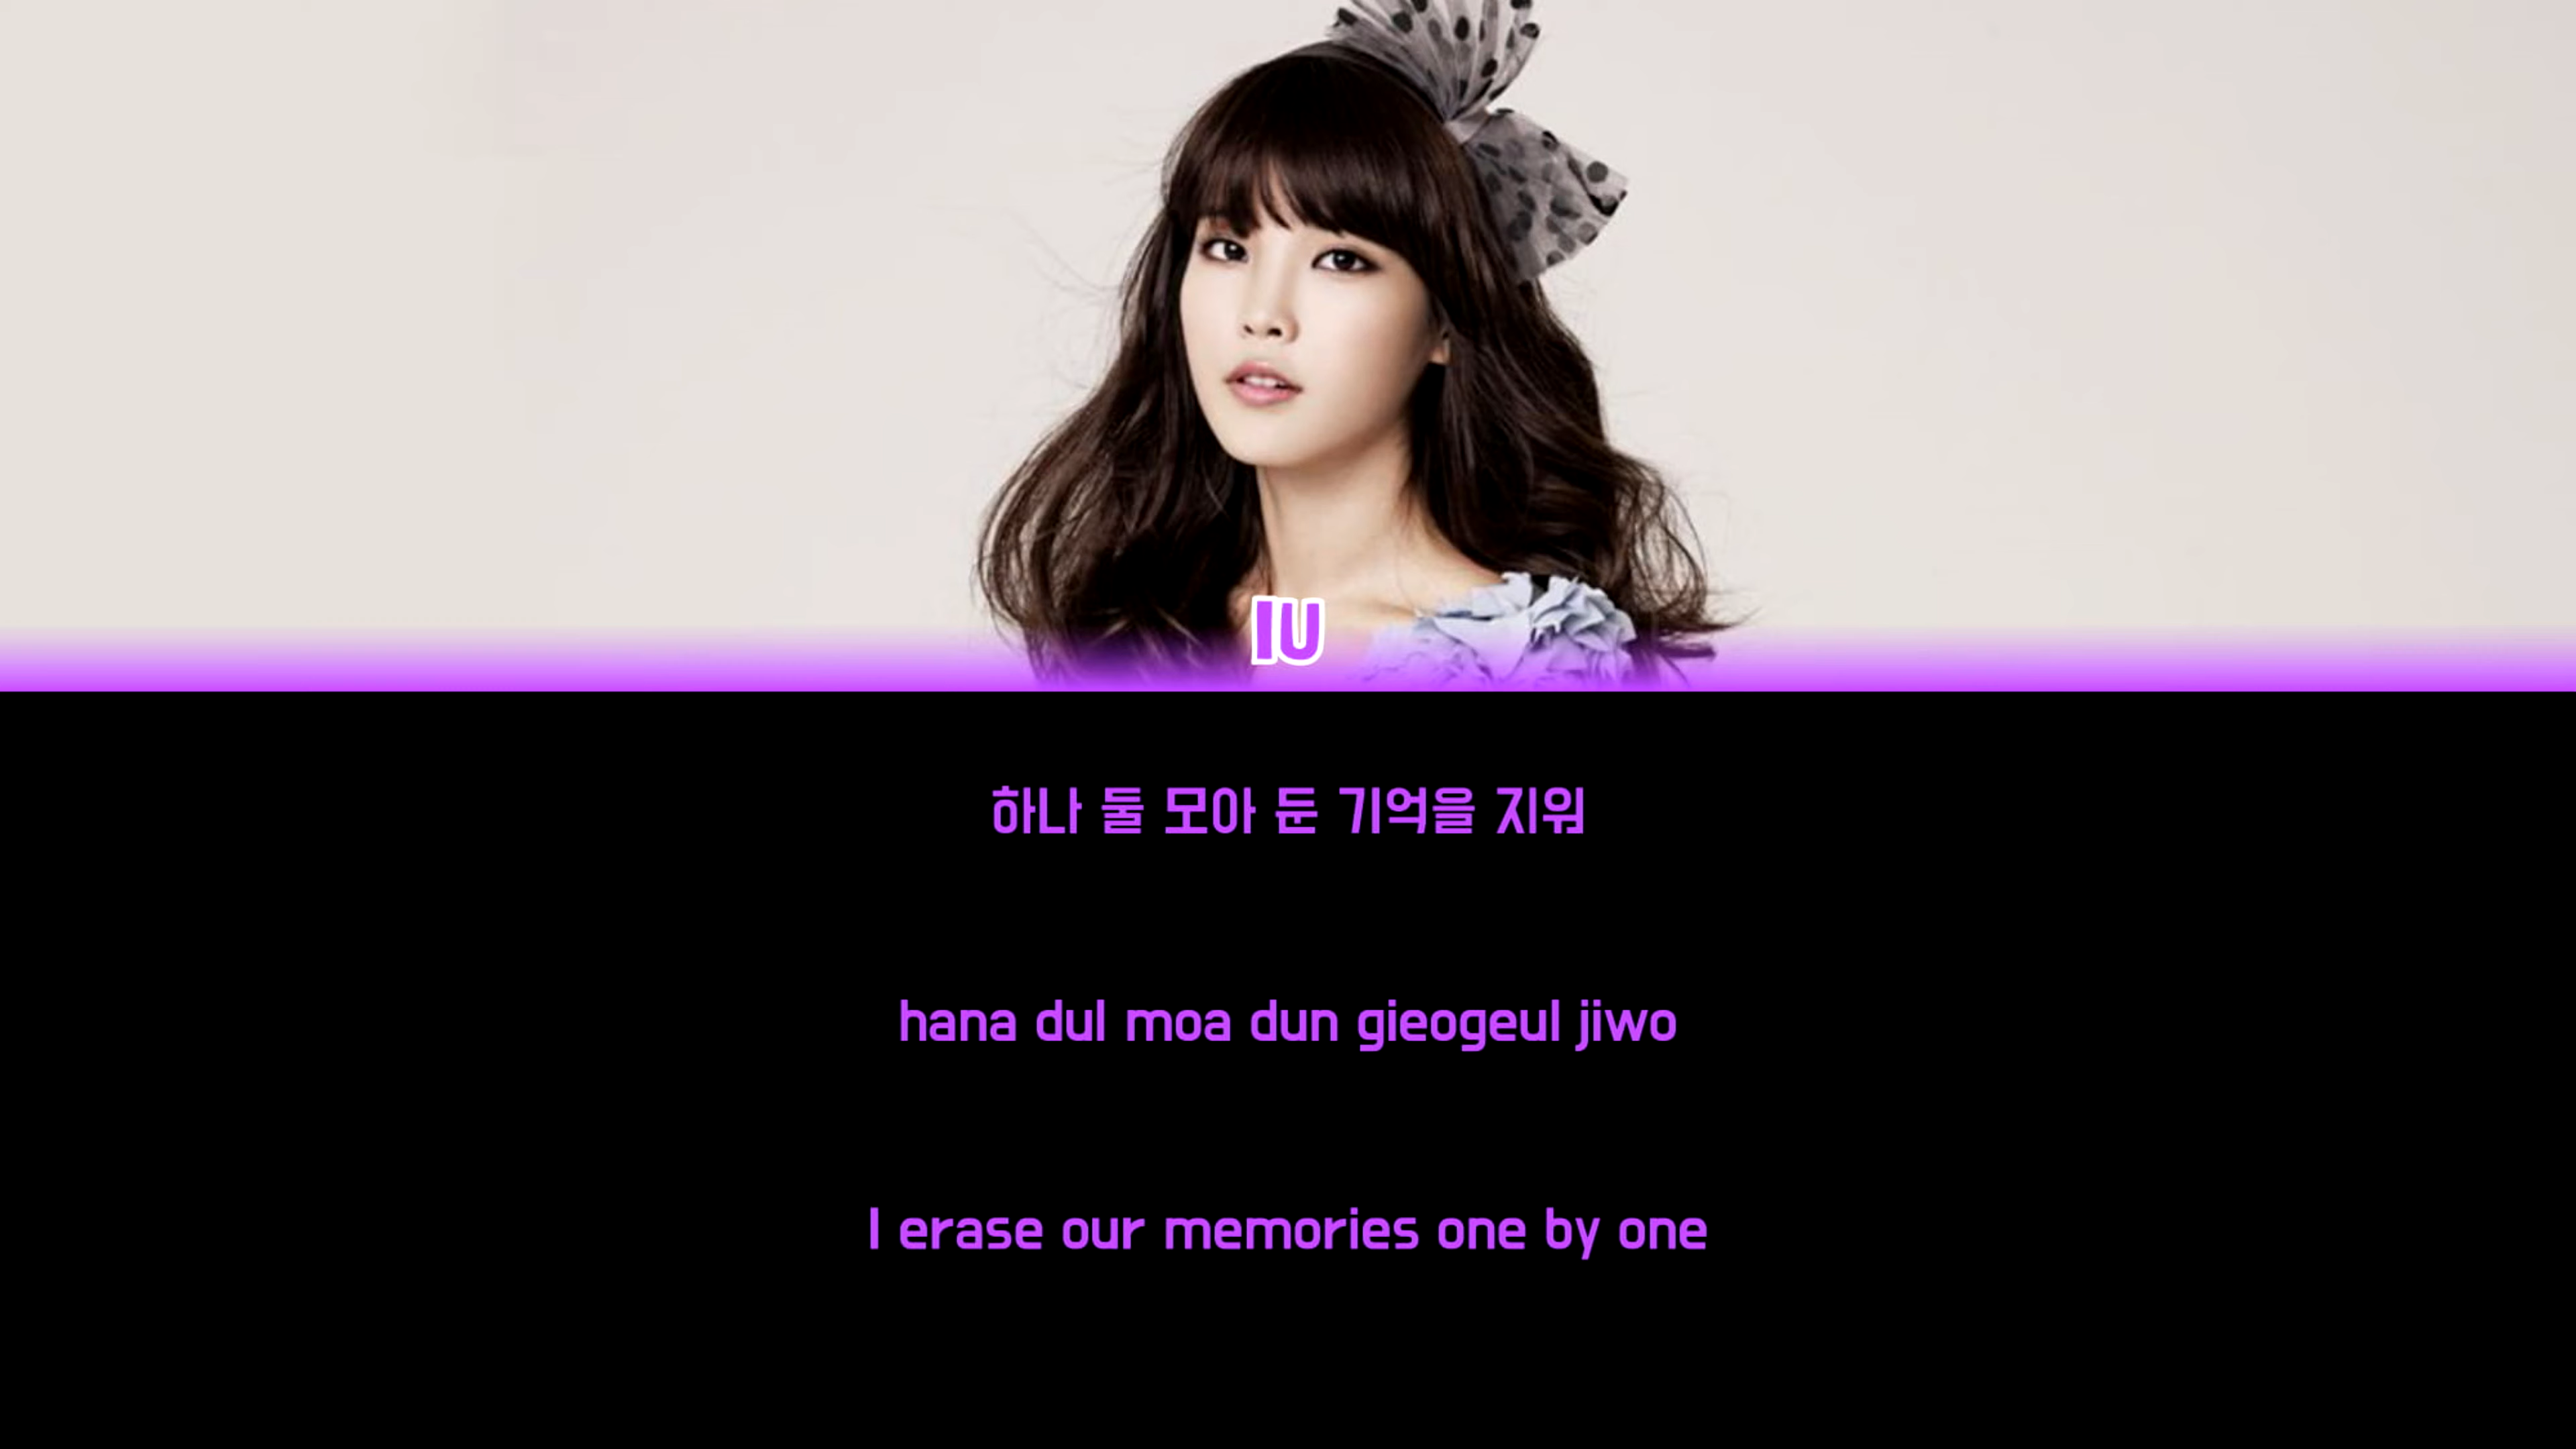 IU
하나 둘 모아 둔 기억을 지워
hana dul moa dun gieogeul jiwo
I erase our memories one by one